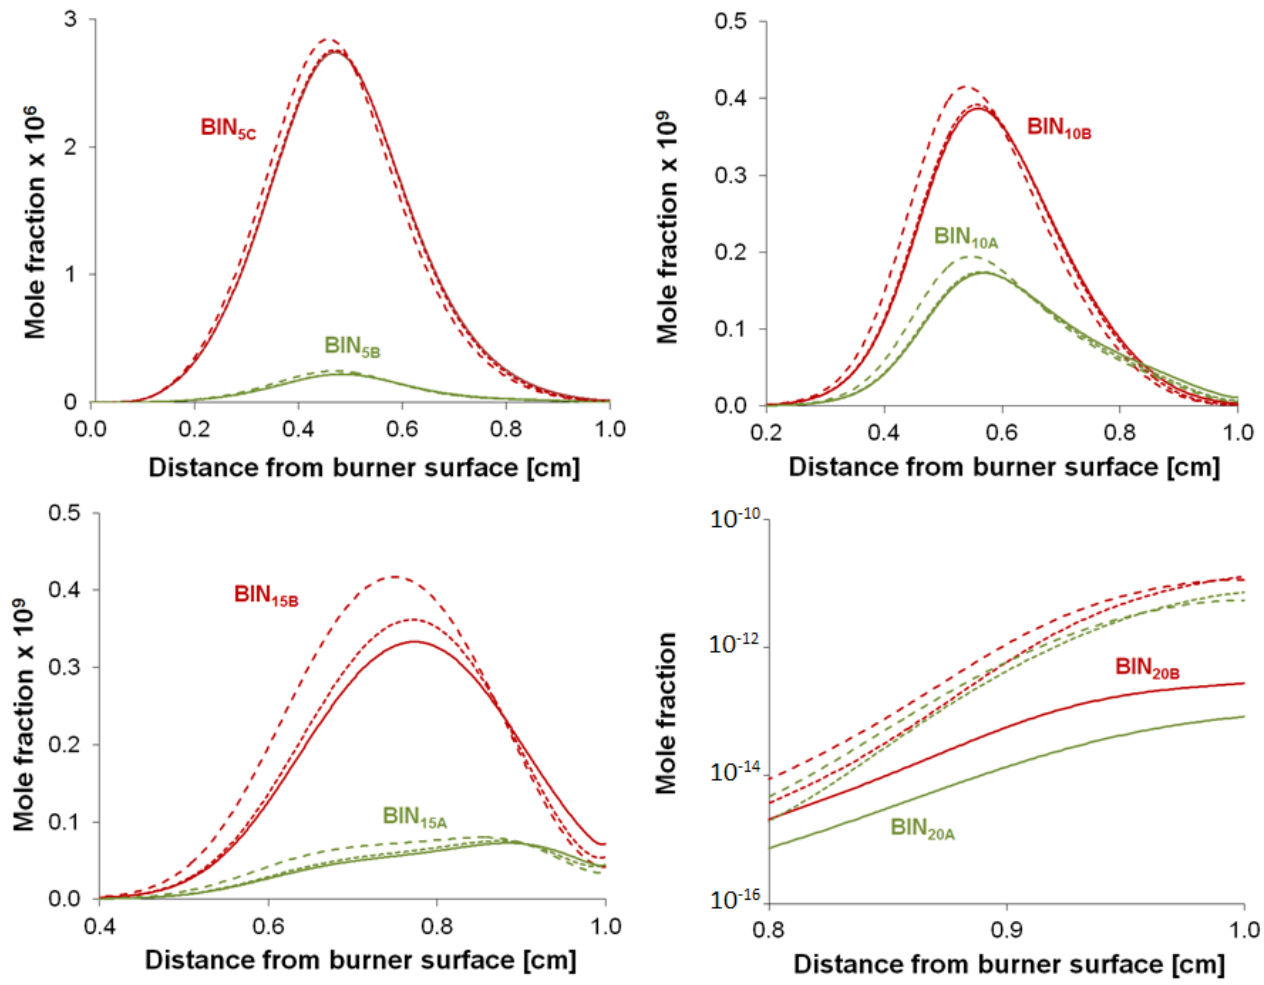 3
2
1
0
Mole fraction x 10⁶
BIN₅C
BIN₅B
0.0 0.2 0.4 0.6 0.8 1.0
Distance from burner surface [cm]
0.5
0.4
0.3
0.2
0.1
0.0
Mole fraction x 10⁹
BIN₁₀B
BIN₁₀A
0.2 0.4 0.6 0.8 1.0
Distance from burner surface [cm]
0.5
0.4
0.3
0.2
0.1
0.0
Mole fraction x 10⁹
BIN₁₅B
BIN₁₅A
0.4 0.6 0.8 1.0
Distance from burner surface [cm]
10⁻¹⁰
10⁻¹²
10⁻¹⁴
10⁻¹⁶
Mole fraction
BIN₂₀B
BIN₂₀A
0.8 0.9 1.0
Distance from burner surface [cm]